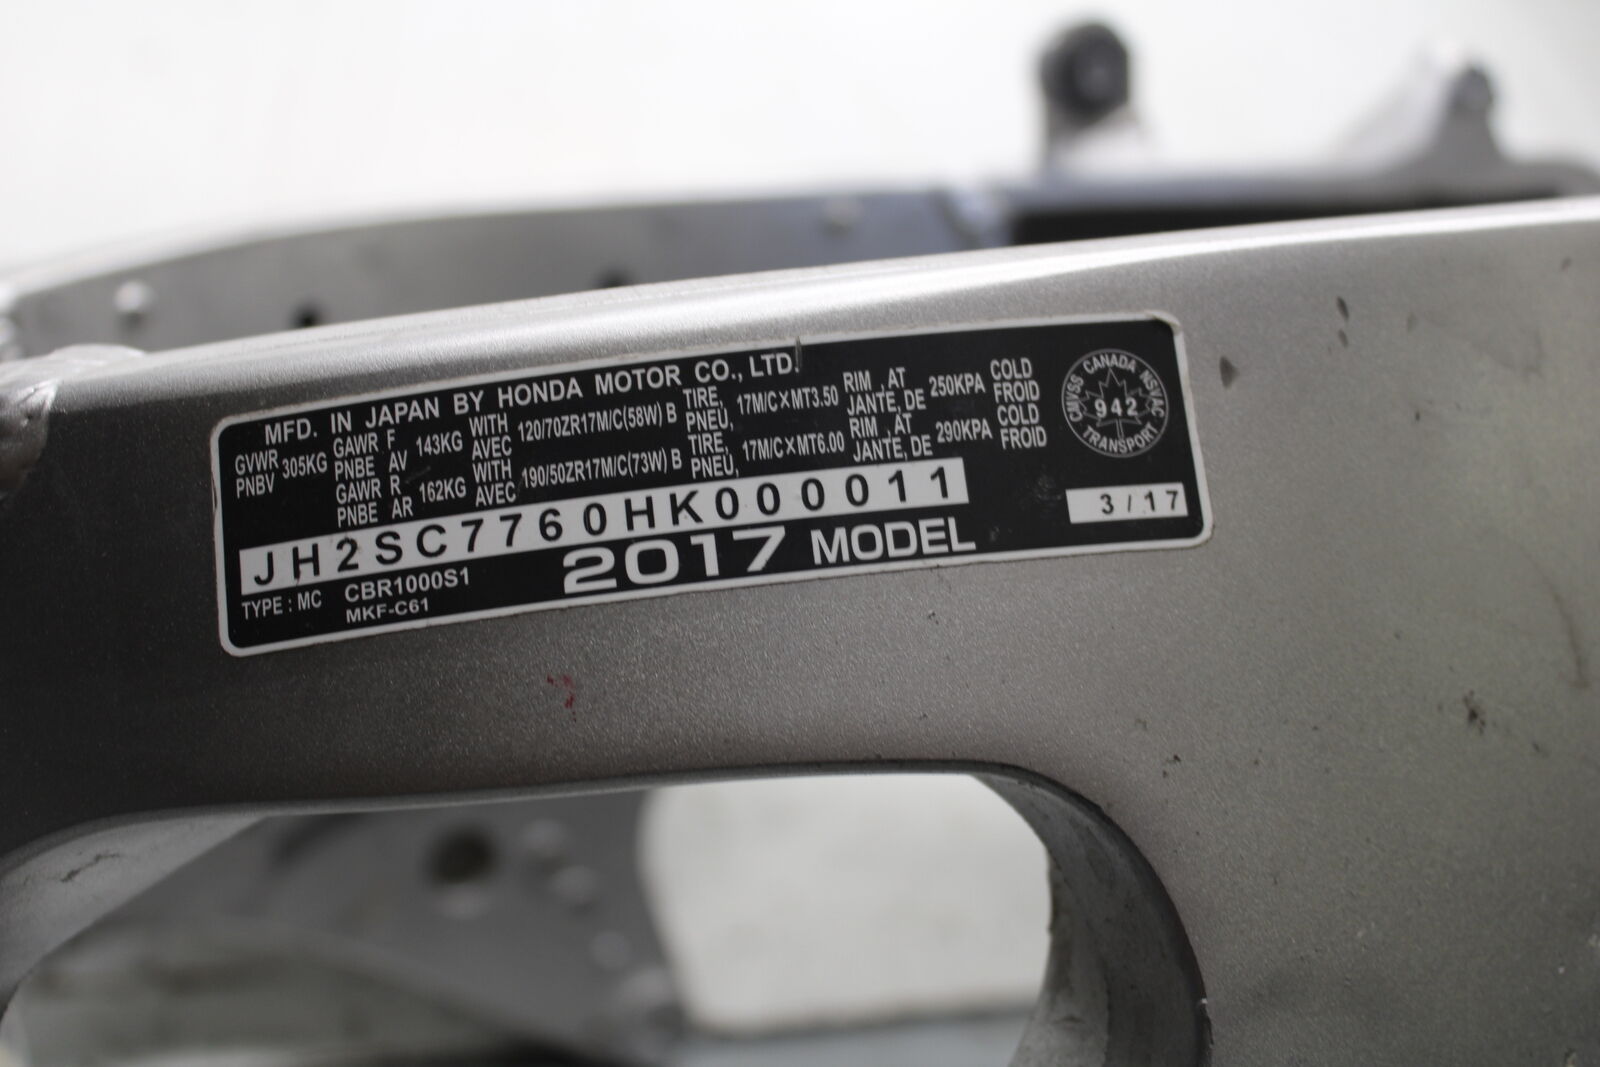 MFD. IN JAPAN BY HONDA MOTOR CO., LTD.
GVWR 305KG GAWR F 143KG WITH 120/70ZR17M/C(58W) B TIRE, 17M/C×MT3.50 RIM , AT 250KPA COLD
PNBV PNBE AV AVEC PNEU, JANTE, DE FROID
GAWR R 162KG WITH 190/50ZR17M/C(73W) B TIRE, 17M/C×MT6.00 RIM , AT 290KPA COLD
PNBE AR AVEC PNEU, JANTE, DE FROID
JH2SC7760HK000011
TYPE : MC CBR1000S1 2017 MODEL
MKF-C61
CANADA
CMVSS NSVAC
942
TRANSPORT
3/17